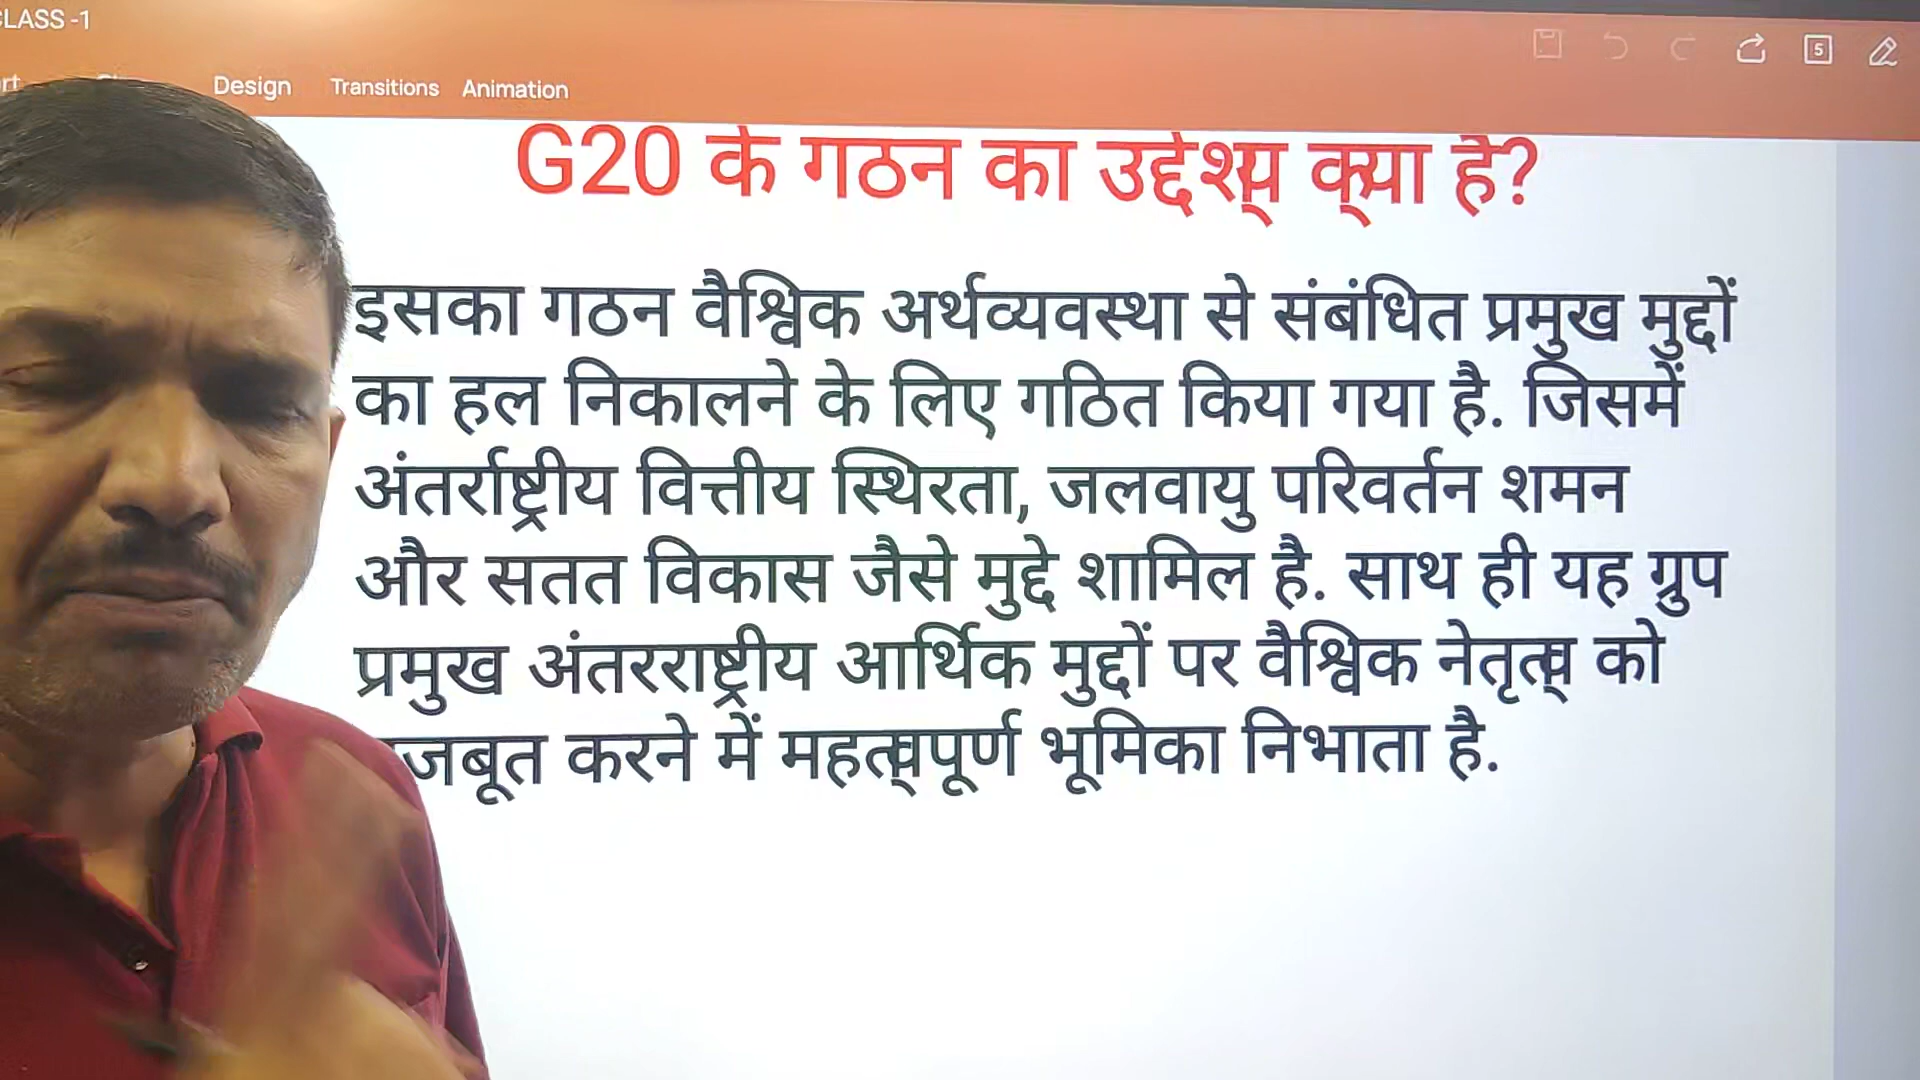 CLASS -1
Design Transitions Animation
5
G20 के गठन का उद्देश्य क्या है?
इसका गठन वैश्विक अर्थव्यवस्था से संबंधित प्रमुख मुद्दों
का हल निकालने के लिए गठित किया गया है. जिसमें
अंतर्राष्ट्रीय वित्तीय स्थिरता, जलवायु परिवर्तन शमन
और सतत विकास जैसे मुद्दे शामिल है. साथ ही यह ग्रुप
प्रमुख अंतरराष्ट्रीय आर्थिक मुद्दों पर वैश्विक नेतृत्व को
जबूत करने में महत्वपूर्ण भूमिका निभाता है.